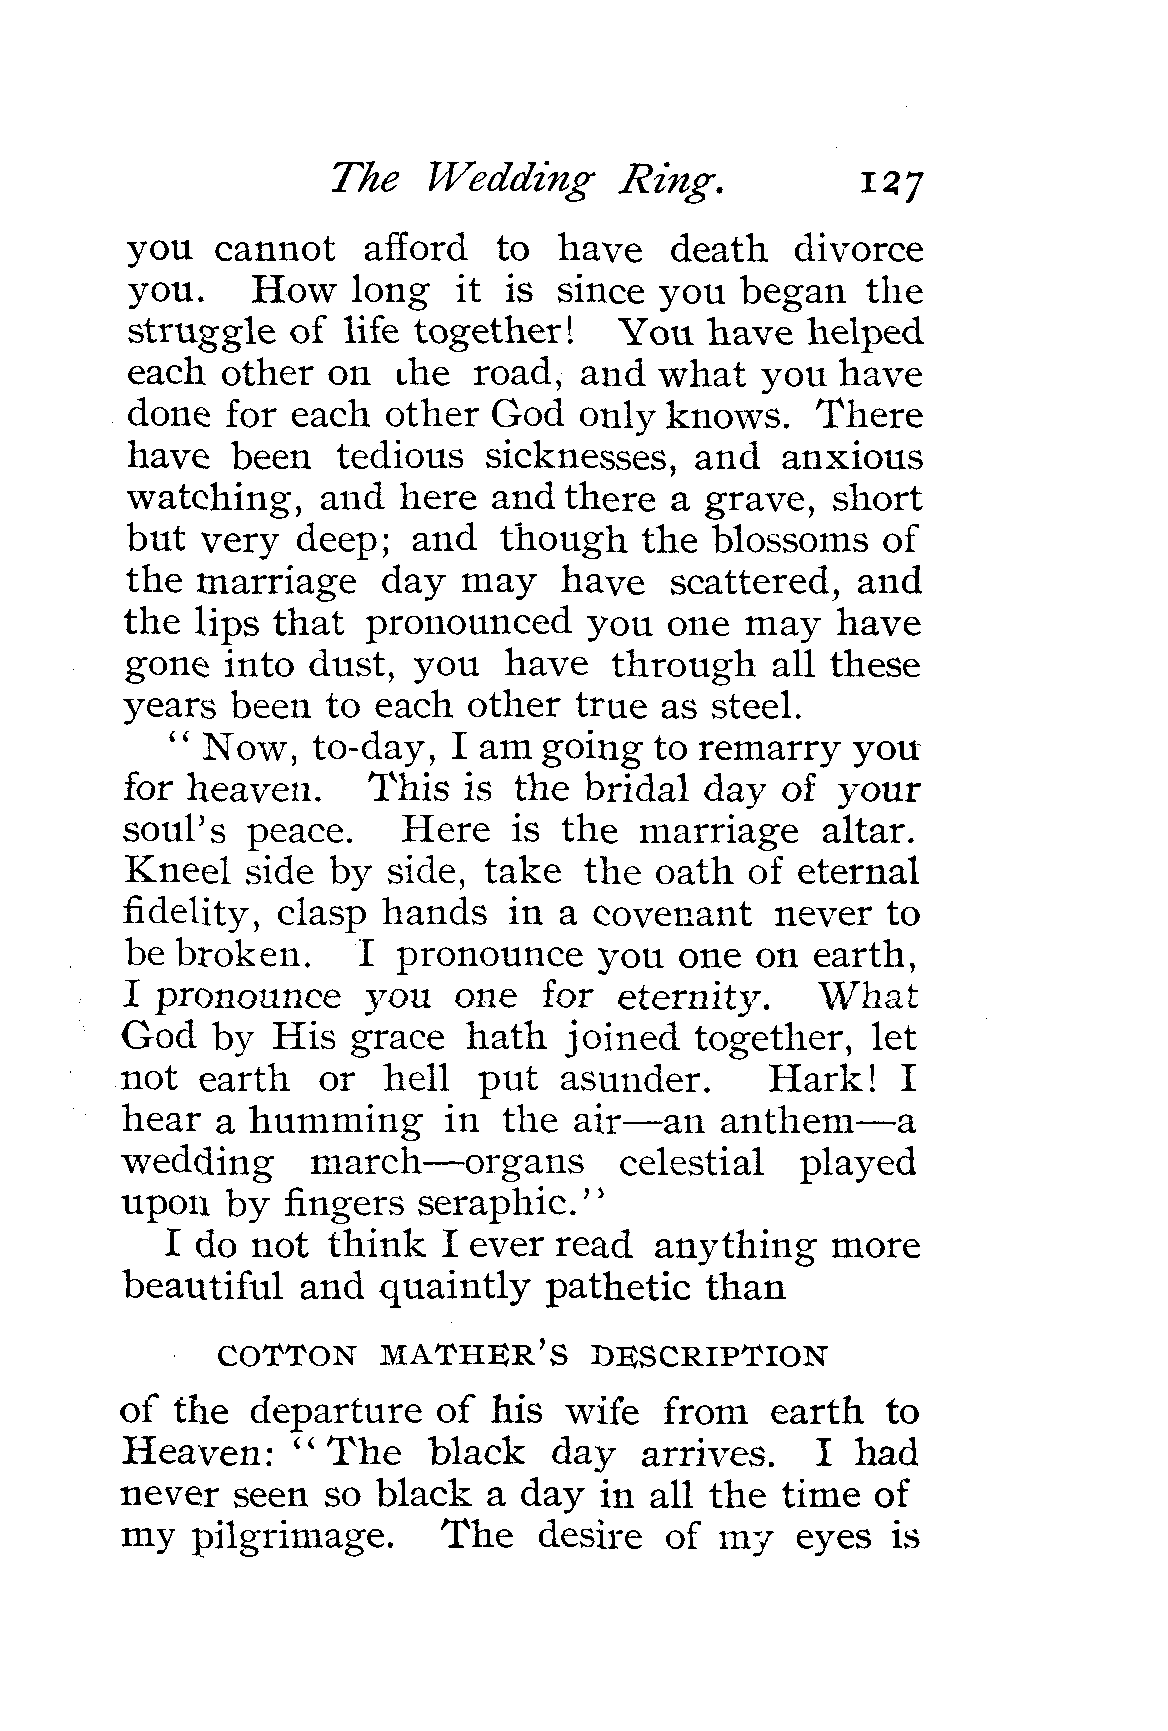 The Wedding Ring. 127
you cannot afford to have death divorce
you. How long it is since you began the
struggle of life together! You have helped
each other on the road, and what you have
done for each other God only knows. There
have been tedious sicknesses, and anxious
watching, and here and there a grave, short
but very deep; and though the blossoms of
the marriage day may have scattered, and
the lips that pronounced you one may have
gone into dust, you have through all these
years been to each other true as steel.
“Now, to-day, I am going to remarry you
for heaven. This is the bridal day of your
soul’s peace. Here is the marriage altar.
Kneel side by side, take the oath of eternal
fidelity, clasp hands in a covenant never to
be broken. I pronounce you one on earth,
I pronounce you one for eternity. What
God by His grace hath joined together, let
not earth or hell put asunder. Hark! I
hear a humming in the air—an anthem—a
wedding march—organs celestial played
upon by fingers seraphic.”
I do not think I ever read anything more
beautiful and quaintly pathetic than
COTTON MATHER’S DESCRIPTION
of the departure of his wife from earth to
Heaven: “The black day arrives. I had
never seen so black a day in all the time of
my pilgrimage. The desire of my eyes is